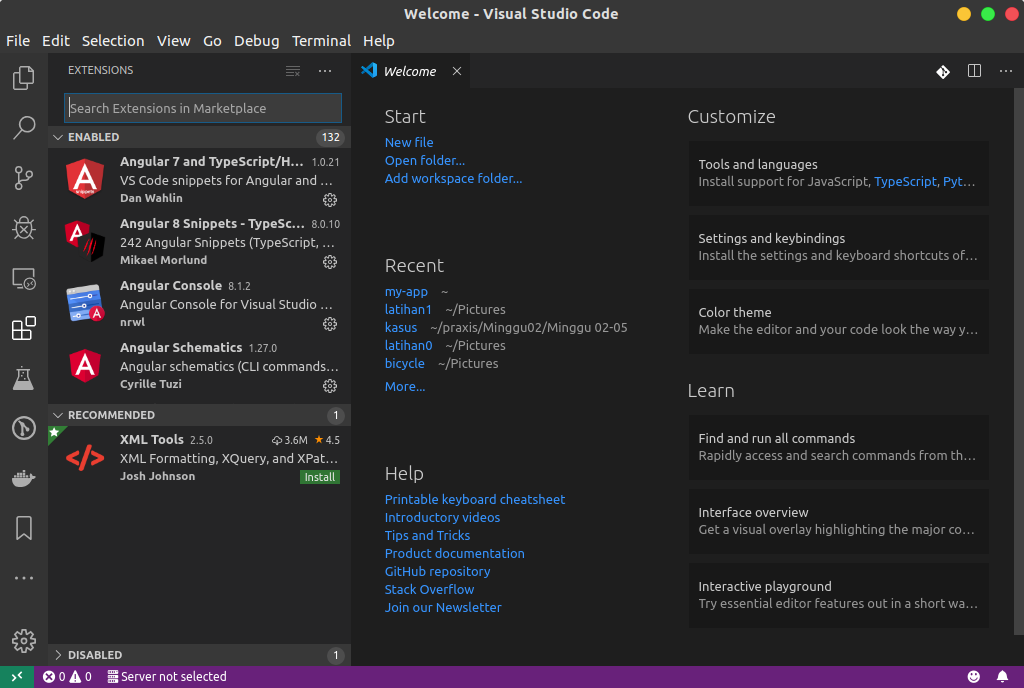 Welcome - Visual Studio Code
File Edit Selection View Go Debug Terminal Help
EXTENSIONS
Search Extensions in Marketplace
ENABLED 132
Angular 7 and TypeScript/H... 1.0.21
VS Code snippets for Angular and ...
Dan Wahlin
Angular 8 Snippets - TypeSc... 8.0.10
242 Angular Snippets (TypeScript, ...
Mikael Morlund
Angular Console 8.1.2
Angular Console for Visual Studio ...
nrwl
Angular Schematics 1.27.0
Angular schematics (CLI commands...
Cyrille Tuzi
RECOMMENDED 1
XML Tools 2.5.0 3.6M 4.5
XML Formatting, XQuery, and XPat...
Josh Johnson Install
DISABLED 1
Welcome
Start
New file
Open folder...
Add workspace folder...
Recent
my-app ~
latihan1 ~/Pictures
kasus ~/praxis/Minggu02/Minggu 02-05
latihan0 ~/Pictures
bicycle ~/Pictures
More...
Help
Printable keyboard cheatsheet
Introductory videos
Tips and Tricks
Product documentation
GitHub repository
Stack Overflow
Join our Newsletter
Customize
Tools and languages
Install support for JavaScript, TypeScript, Pyt...
Settings and keybindings
Install the settings and keyboard shortcuts of...
Color theme
Make the editor and your code look the way y...
Learn
Find and run all commands
Rapidly access and search commands from th...
Interface overview
Get a visual overlay highlighting the major co...
Interactive playground
Try essential editor features out in a short wa...
0 0 Server not selected